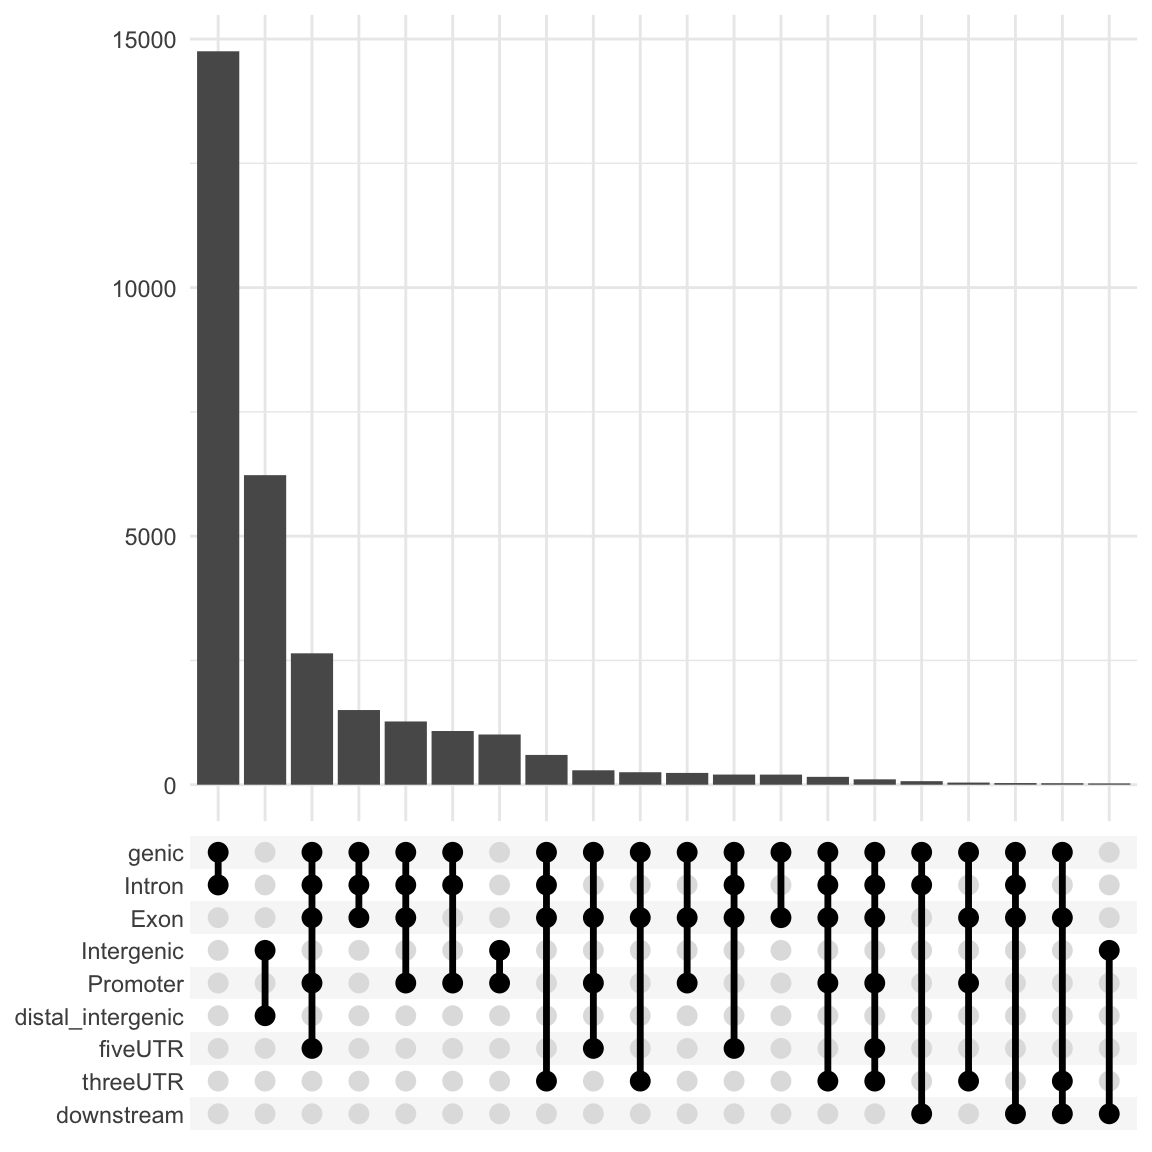 15000
10000
5000
0
genic
Intron
Exon
Intergenic
Promoter
distal_intergenic
fiveUTR
threeUTR
downstream